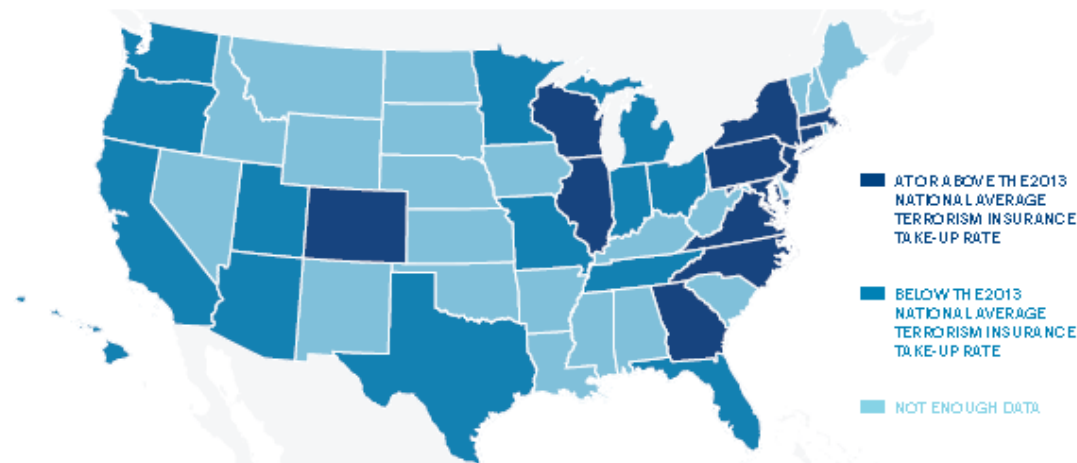 AT OR ABOVE THE 2013
NATIONAL AVERAGE
TERRORISM INSURANCE
TAKE-UP RATE
BELOW THE 2013
NATIONAL AVERAGE
TERRORISM INSURANCE
TAKE-UP RATE
NOT ENOUGH DATA